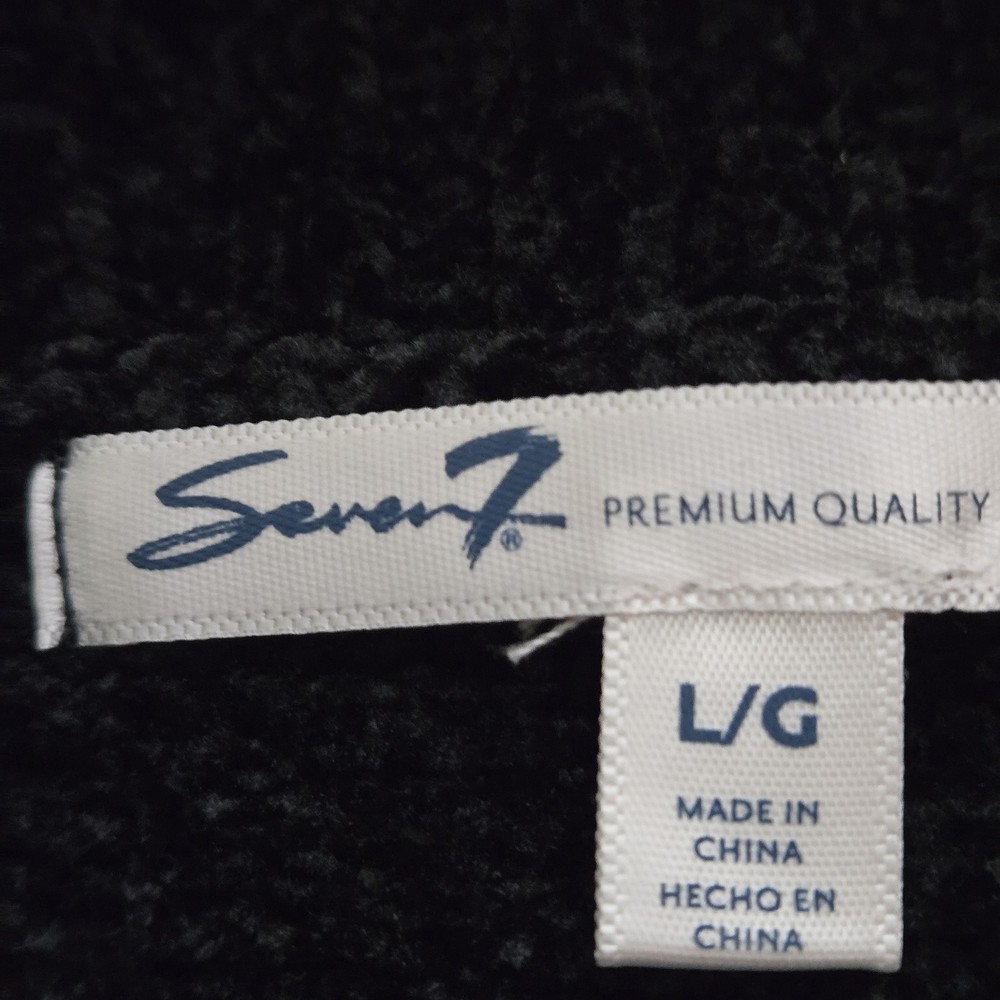 Seven7® PREMIUM QUALITY
L/G
MADE IN
CHINA
HECHO EN
CHINA